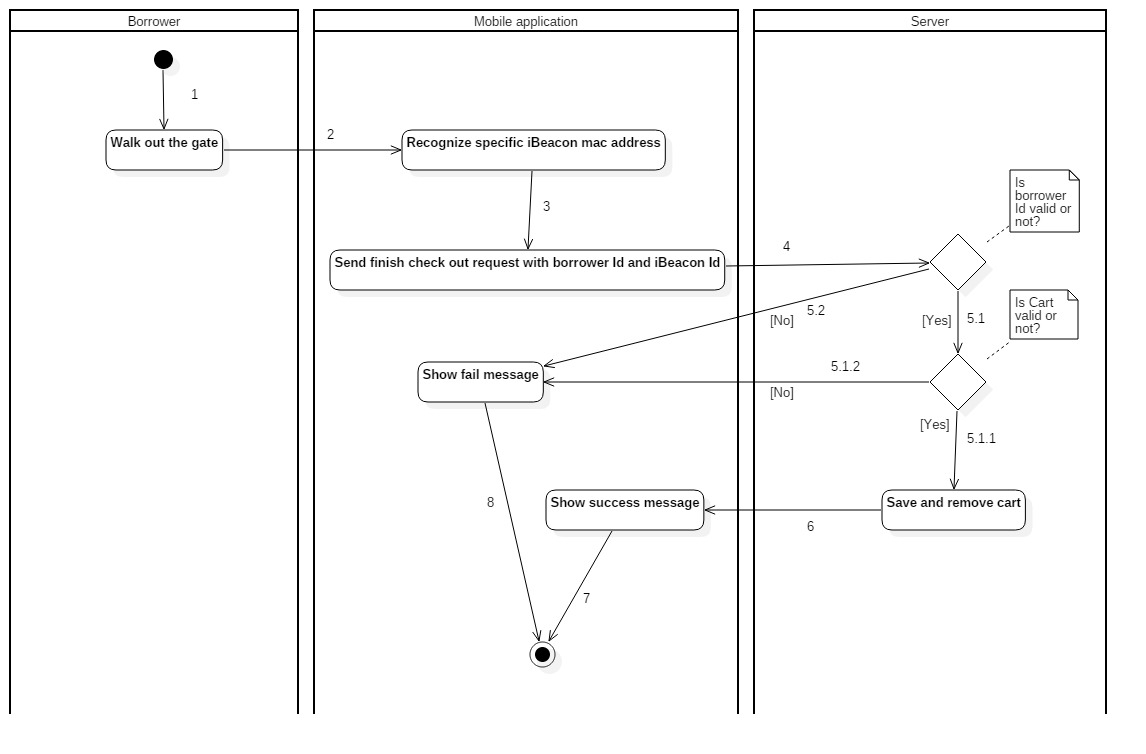 Borrower
Mobile application
Server
1
Walk out the gate
2
Recognize specific iBeacon mac address
3
Send finish check out request with borrower Id and iBeacon Id
4
Is
borrower
Id valid or
not?
5.2
[No]
[Yes]
5.1
Is Cart
valid or
not?
Show fail message
5.1.2
[No]
[Yes]
5.1.1
8
Show success message
6
Save and remove cart
7